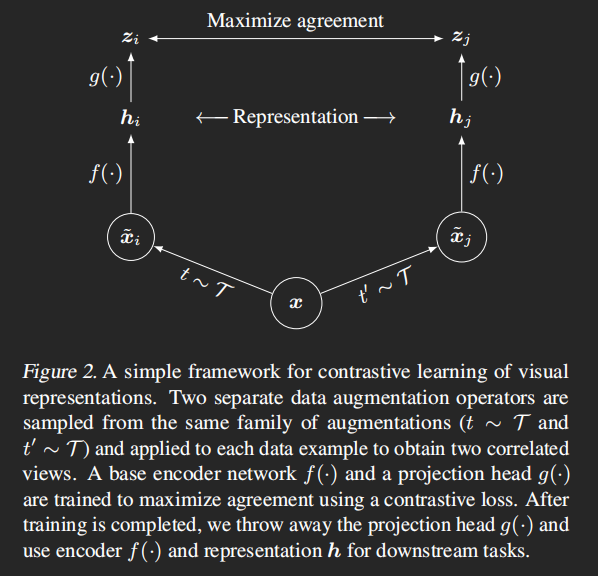 Maximize agreement
z_i z_j
g(·) g(·)
h_i ⟵ Representation ⟶ h_j
f(·) f(·)
x̃_i x̃_j
t ∼ 𝒯 t′ ∼ 𝒯
x
Figure 2. A simple framework for contrastive learning of visual
representations. Two separate data augmentation operators are
sampled from the same family of augmentations (t ∼ 𝒯 and
t′ ∼ 𝒯) and applied to each data example to obtain two correlated
views. A base encoder network f(·) and a projection head g(·)
are trained to maximize agreement using a contrastive loss. After
training is completed, we throw away the projection head g(·) and
use encoder f(·) and representation h for downstream tasks.